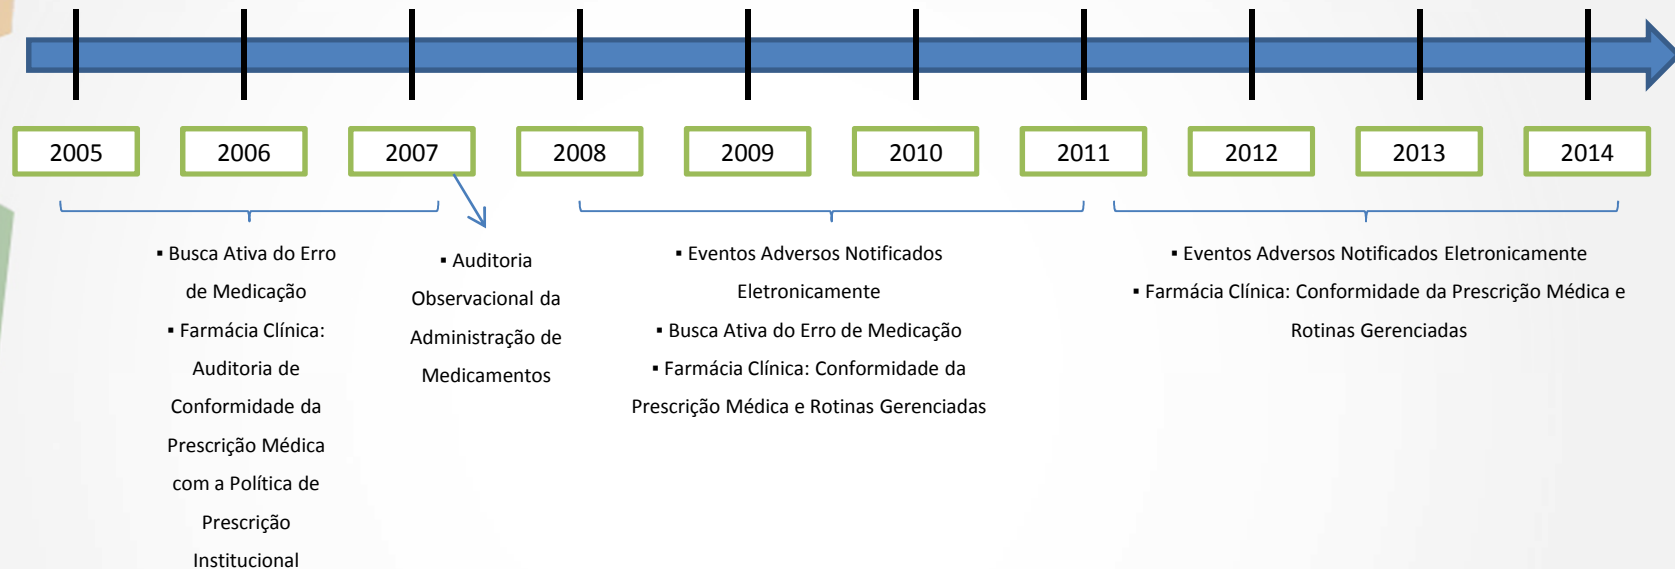 2005
2006
2007
2008
2009
2010
2011
2012
2013
2014
▪ Busca Ativa do Erro
de Medicação
▪ Farmácia Clínica:
Auditoria de
Conformidade da
Prescrição Médica
com a Política de
Prescrição
Institucional
▪ Auditoria
Observacional da
Administração de
Medicamentos
▪ Eventos Adversos Notificados
Eletronicamente
▪ Busca Ativa do Erro de Medicação
▪ Farmácia Clínica: Conformidade da
Prescrição Médica e Rotinas Gerenciadas
▪ Eventos Adversos Notificados Eletronicamente
▪ Farmácia Clínica: Conformidade da Prescrição Médica e
Rotinas Gerenciadas